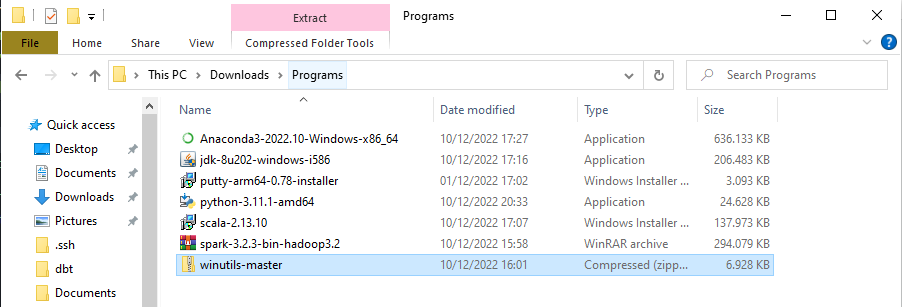 Extract Programs
File Home Share View Compressed Folder Tools
This PC Downloads Programs Search Programs
Name Date modified Type Size
Quick access
Desktop
Documents
Downloads
Pictures
.ssh
dbt
Documents
Anaconda3-2022.10-Windows-x86_64 10/12/2022 17:27 Application 636.133 KB
jdk-8u202-windows-i586 10/12/2022 17:16 Application 206.483 KB
putty-arm64-0.78-installer 01/12/2022 17:02 Windows Installer ... 3.093 KB
python-3.11.1-amd64 10/12/2022 20:33 Application 24.628 KB
scala-2.13.10 10/12/2022 17:07 Windows Installer ... 137.973 KB
spark-3.2.3-bin-hadoop3.2 10/12/2022 15:58 WinRAR archive 294.079 KB
winutils-master 10/12/2022 16:01 Compressed (zipp... 6.928 KB